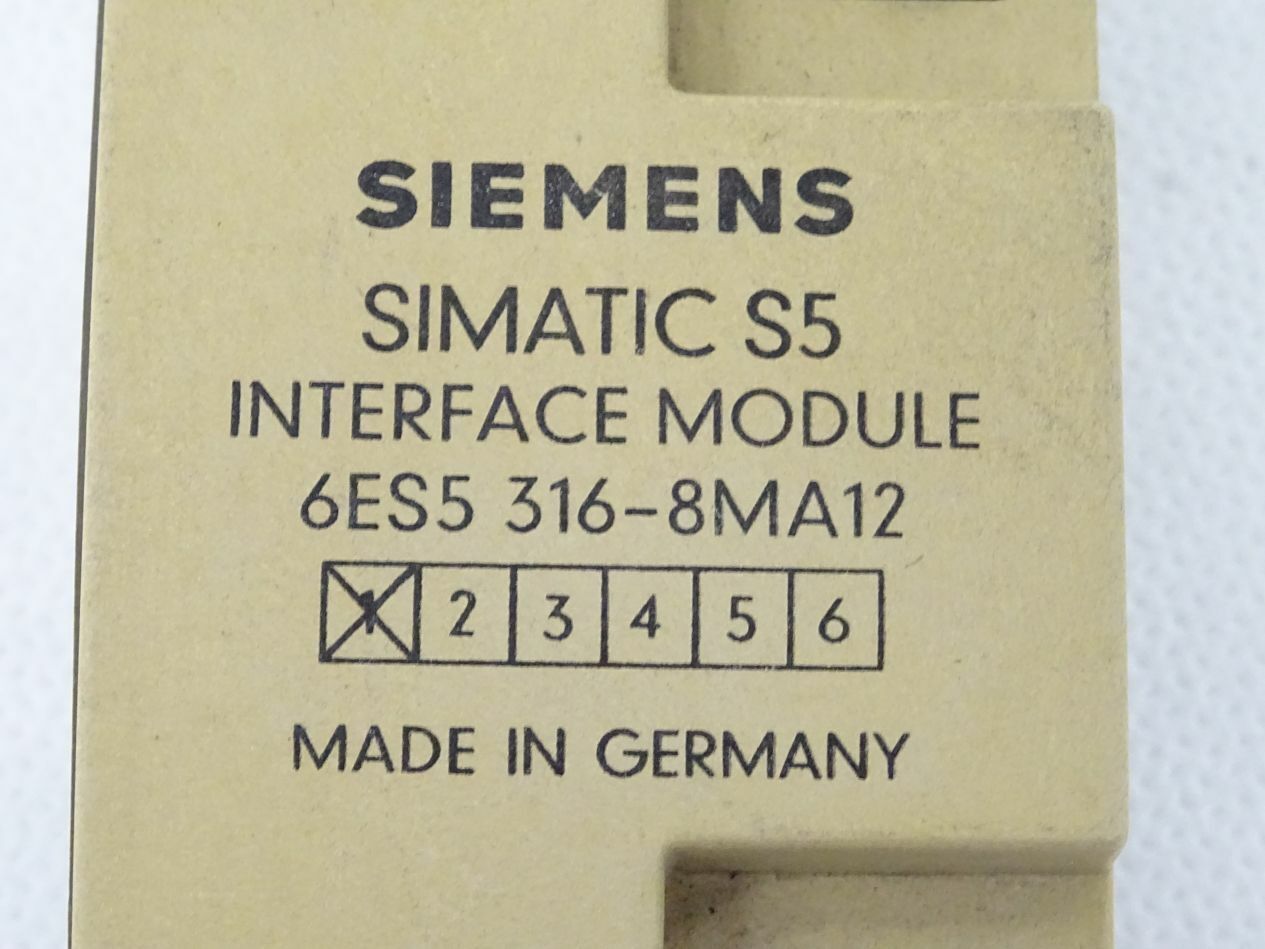 SIEMENS
SIMATIC S5
INTERFACE MODULE
6ES5 316-8MA12
1 2 3 4 5 6
MADE IN GERMANY